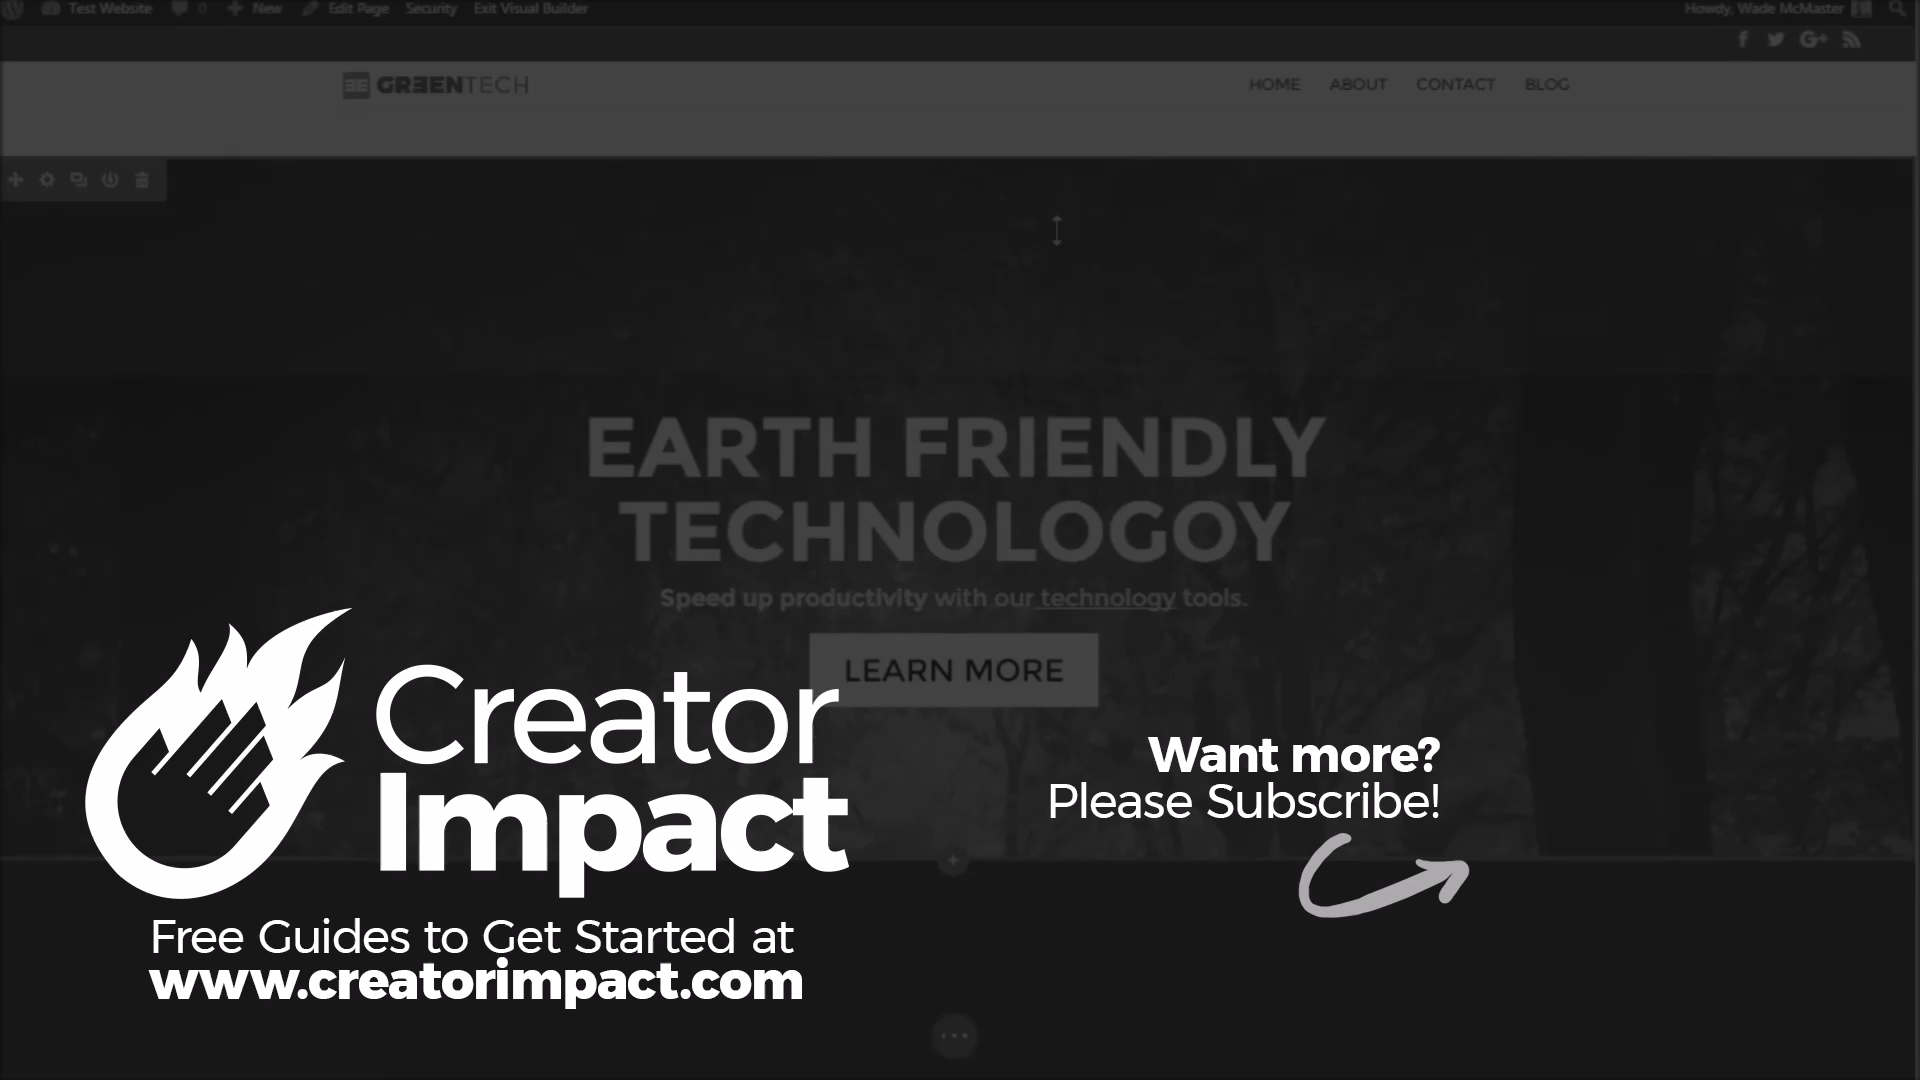 Test Website 0 New Edit Page Security Exit Visual Builder Howdy, Wade McMaster
GREENTECH HOME ABOUT CONTACT BLOG
EARTH FRIENDLY
TECHNOLOGOY
Speed up productivity with our technology tools.
LEARN MORE
Creator
Impact
Want more?
Please Subscribe!
Free Guides to Get Started at
www.creatorimpact.com